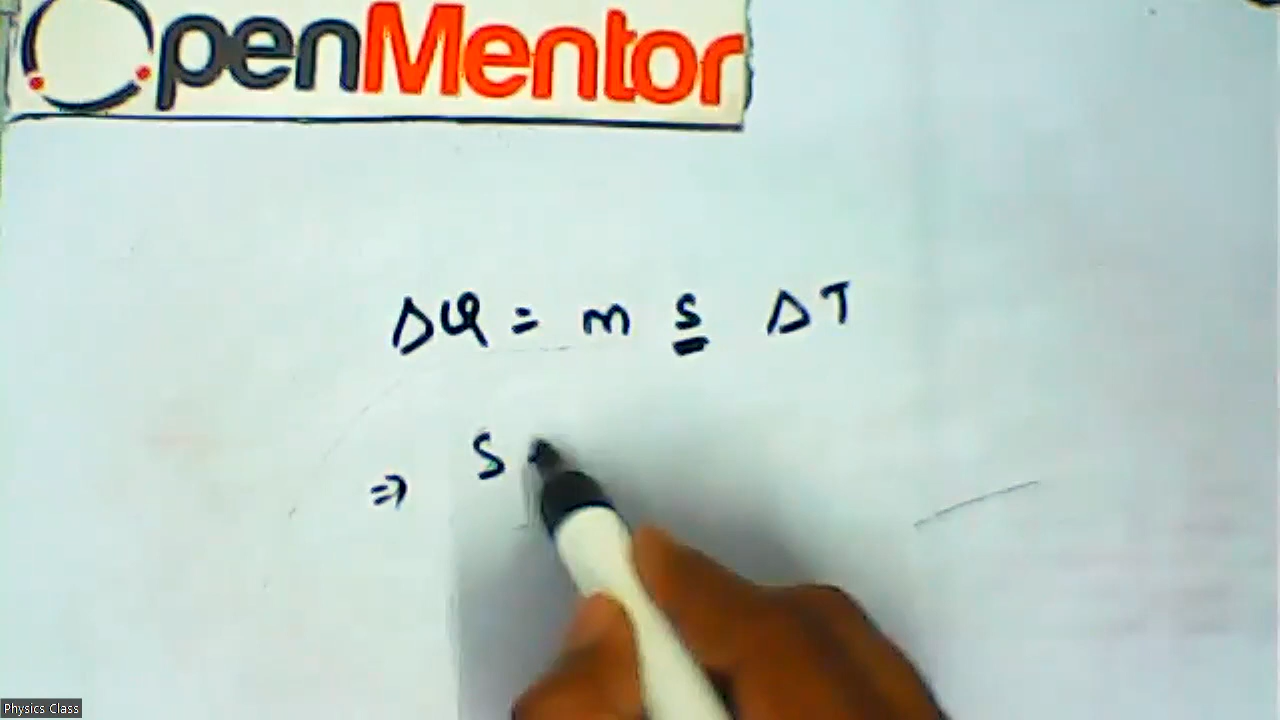 OpenMentor
ΔQ = m s ΔT
⇒ S
Physics Class